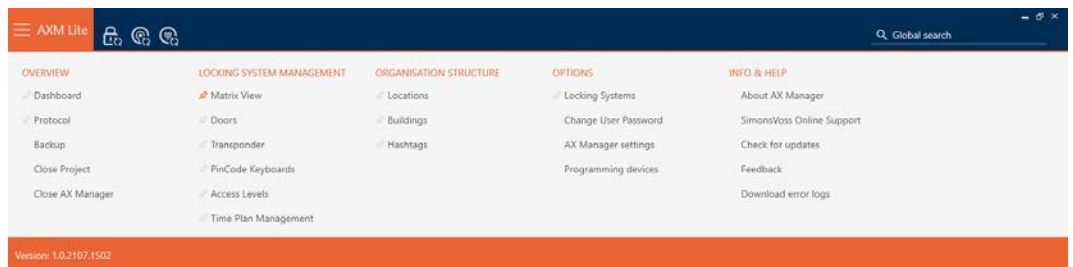 AXM Lite
Global search
OVERVIEW
Dashboard
Protocol
Backup
Close Project
Close AX Manager
LOCKING SYSTEM MANAGEMENT
Matrix View
Doors
Transponder
PinCode Keyboards
Access Levels
Time Plan Management
ORGANISATION STRUCTURE
Locations
Buildings
Hashtags
OPTIONS
Locking Systems
Change User Password
AX Manager settings
Programming devices
INFO & HELP
About AX Manager
SimonsVoss Online Support
Check for updates
Feedback
Download error logs
Version: 1.0.2107.1502